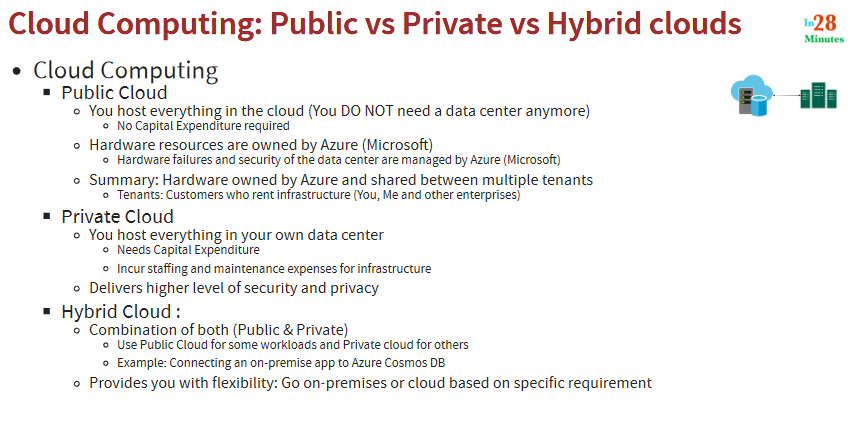 Cloud Computing: Public vs Private vs Hybrid clouds
In28
Minutes
Cloud Computing
Public Cloud
You host everything in the cloud (You DO NOT need a data center anymore)
No Capital Expenditure required
Hardware resources are owned by Azure (Microsoft)
Hardware failures and security of the data center are managed by Azure (Microsoft)
Summary: Hardware owned by Azure and shared between multiple tenants
Tenants: Customers who rent infrastructure (You, Me and other enterprises)
Private Cloud
You host everything in your own data center
Needs Capital Expenditure
Incur staffing and maintenance expenses for infrastructure
Delivers higher level of security and privacy
Hybrid Cloud :
Combination of both (Public & Private)
Use Public Cloud for some workloads and Private cloud for others
Example: Connecting an on-premise app to Azure Cosmos DB
Provides you with flexibility: Go on-premises or cloud based on specific requirement